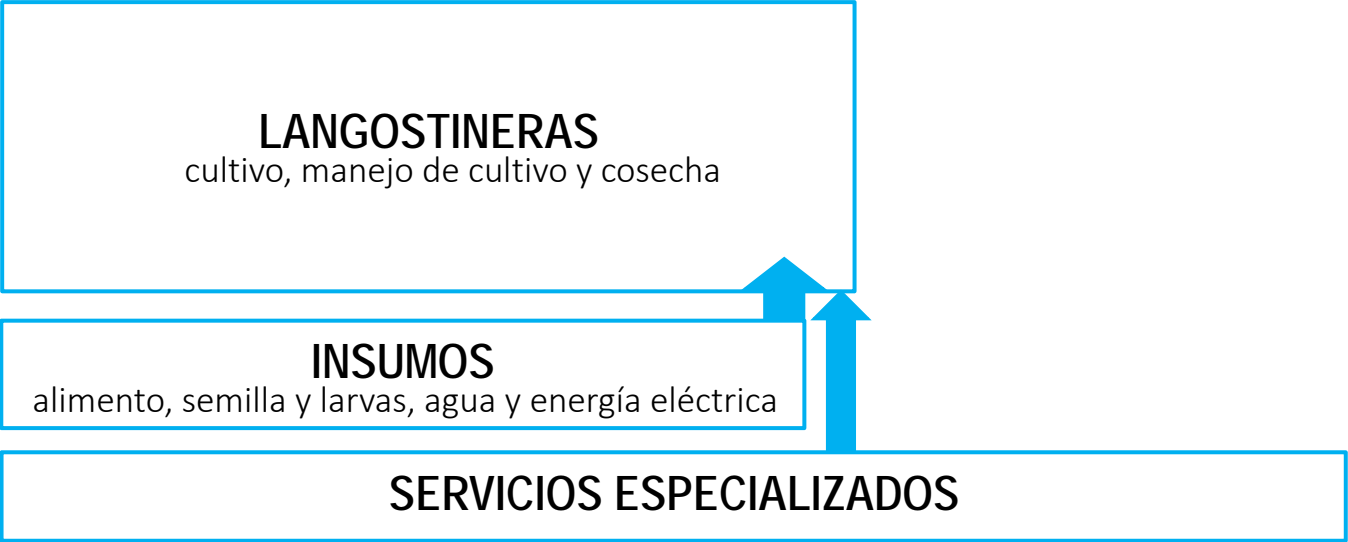 LANGOSTINERAS
cultivo, manejo de cultivo y cosecha
INSUMOS
alimento, semilla y larvas, agua y energía eléctrica
SERVICIOS ESPECIALIZADOS